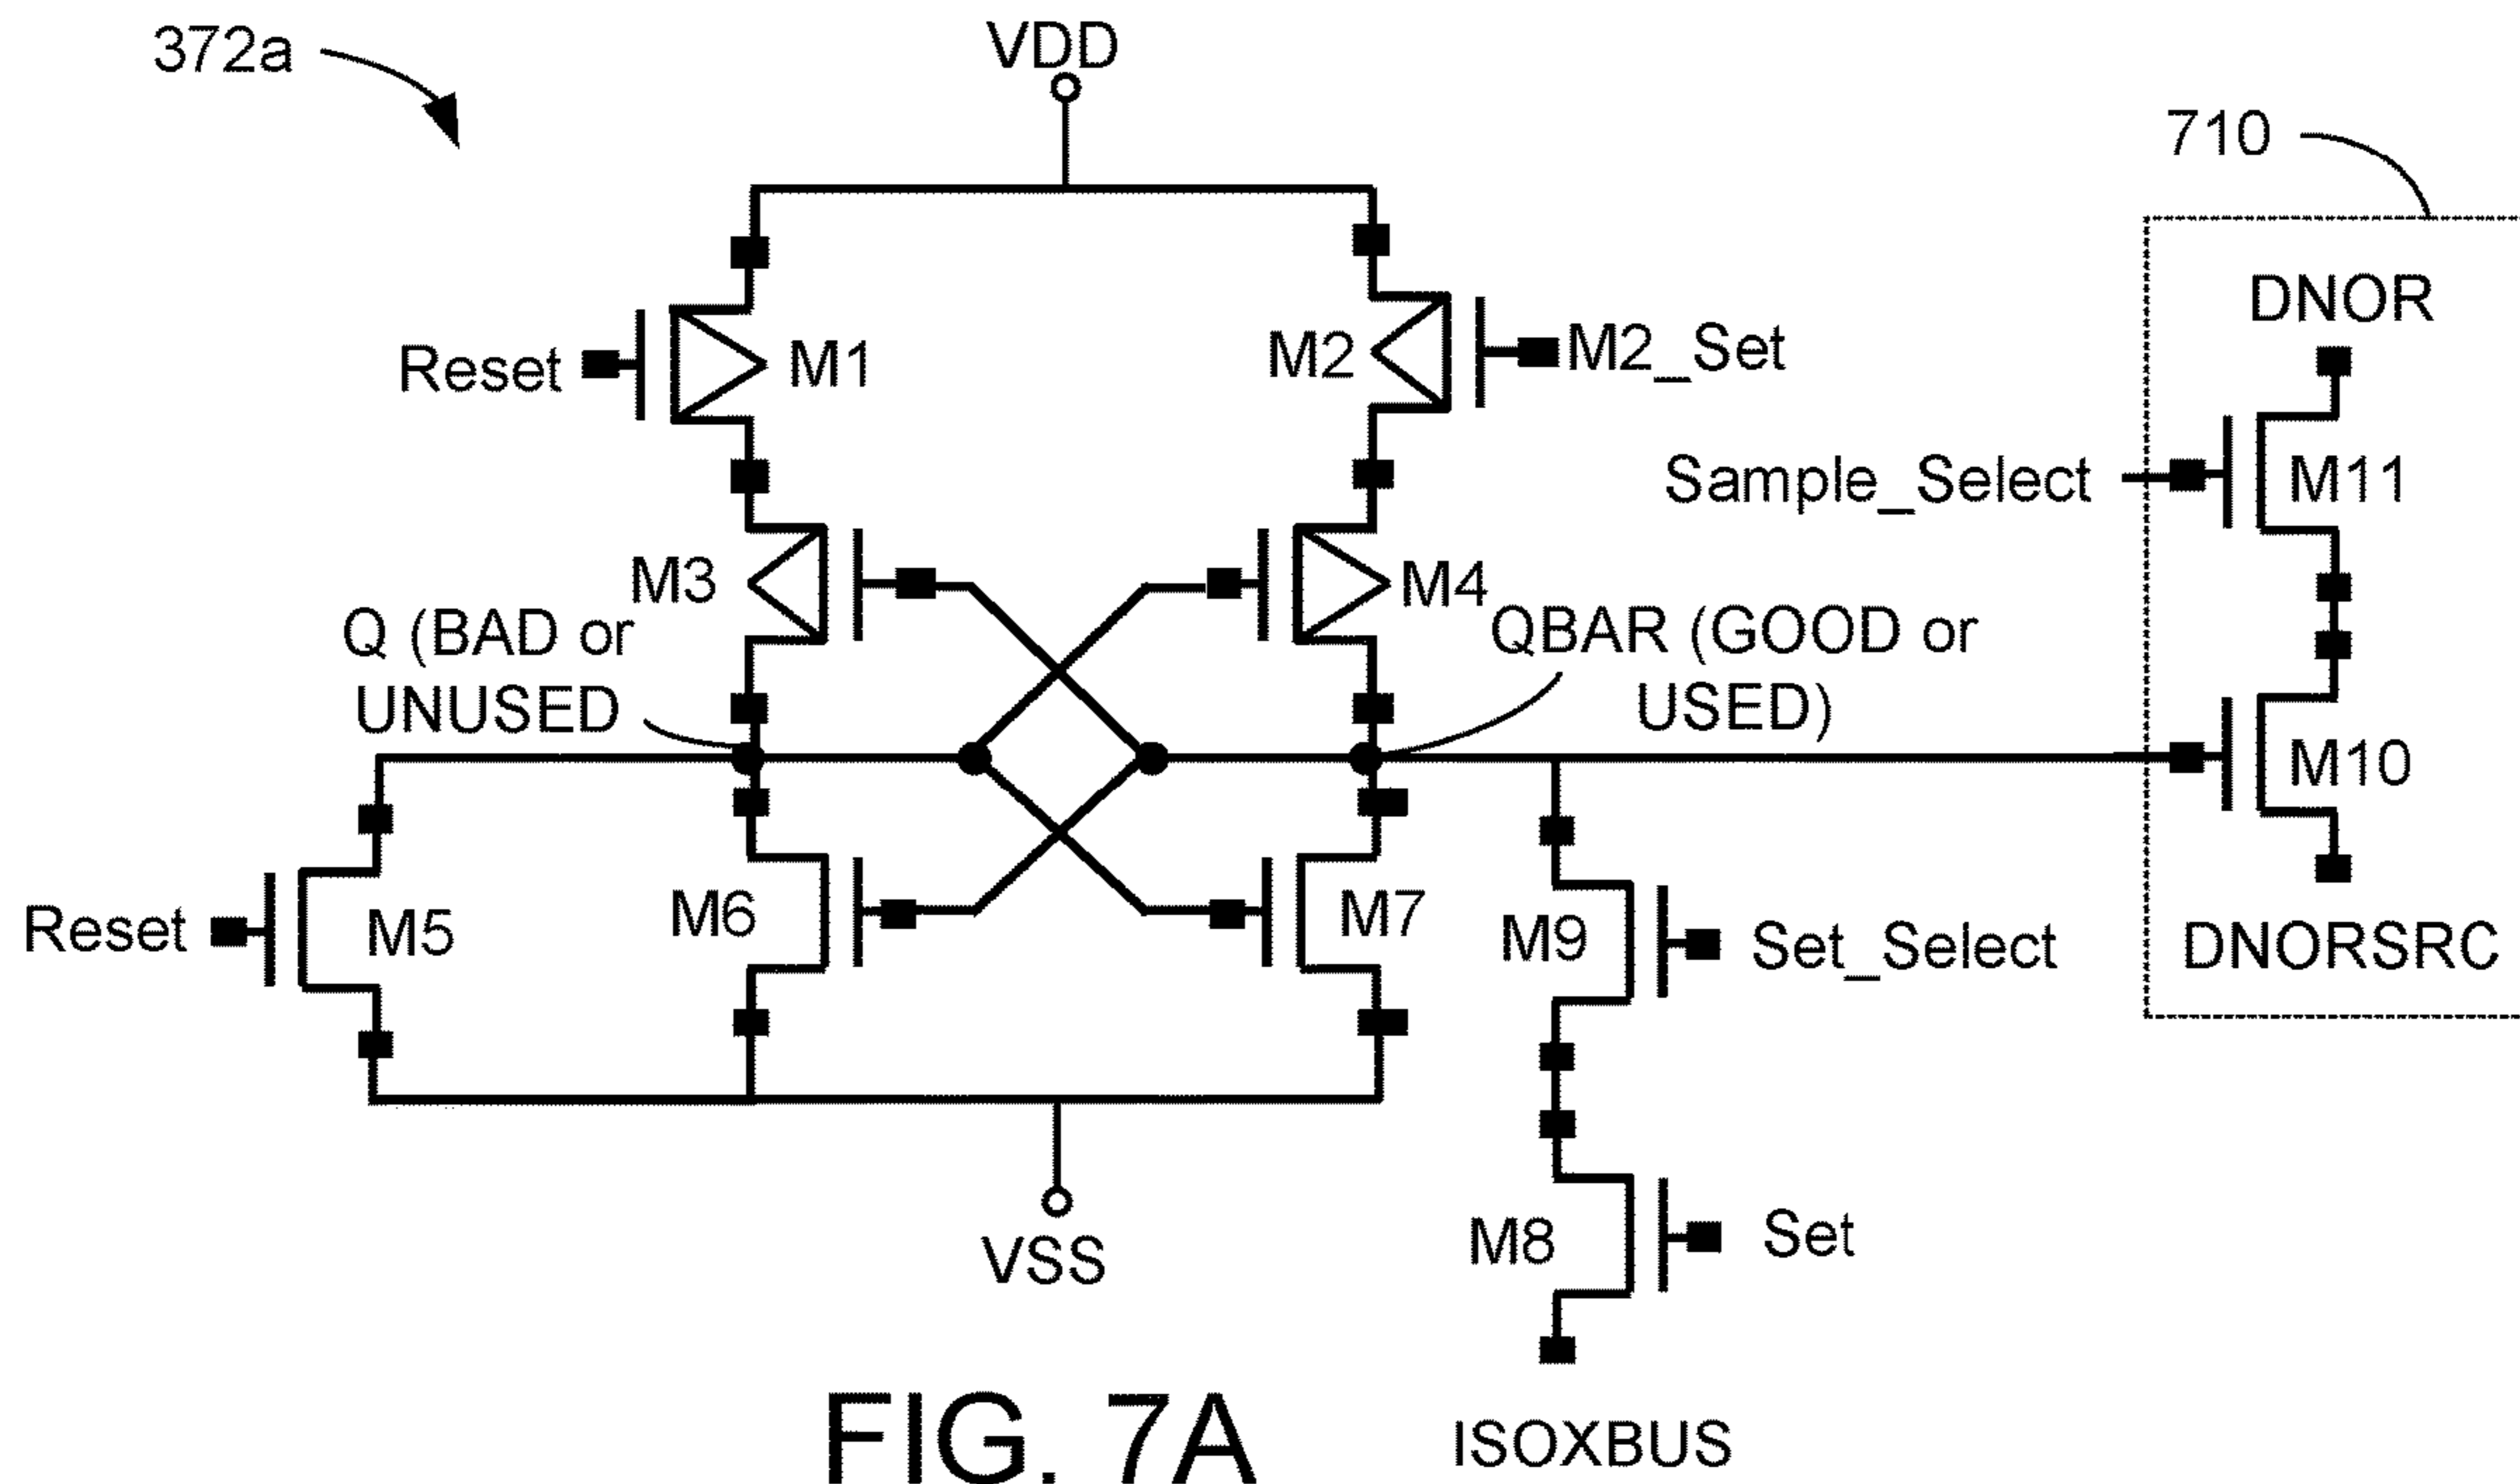 372a
VDD
710
Reset
M1
M2
M2_Set
DNOR
Sample_Select
M11
M3
M4
Q (BAD or
UNUSED
QBAR (GOOD or
USED)
M10
Reset
M5
M6
M7
M9
Set_Select
DNORSRC
VSS
M8
Set
FIG. 7A
ISOXBUS